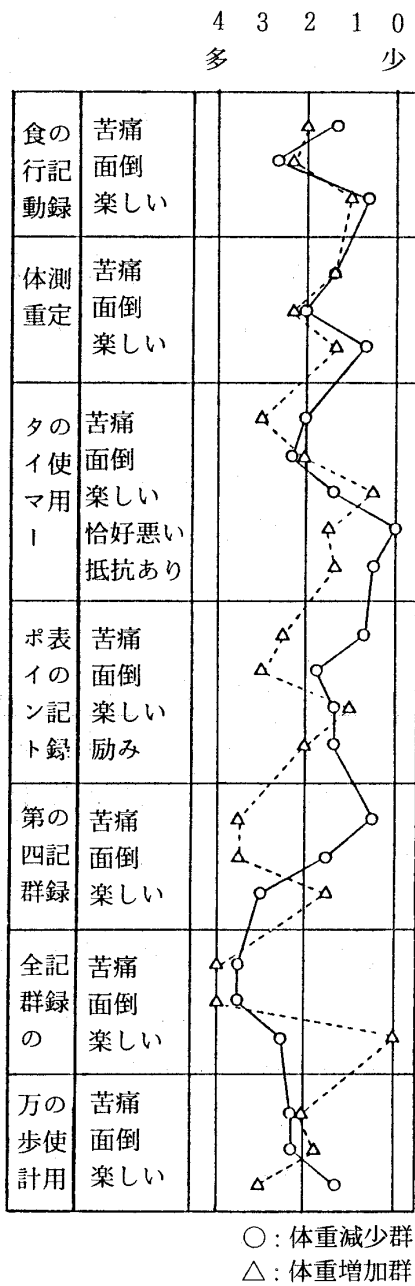 4 3 2 1 0
多 少
食行動
の記録
苦痛
面倒
楽しい
体重
測定
苦痛
面倒
楽しい
タイマー
の使用
苦痛
面倒
楽しい
恰好悪い
抵抗あり
ポイント
表の記録
苦痛
面倒
楽しい
励み
第四群
の記録
苦痛
面倒
楽しい
全群の
記録
苦痛
面倒
楽しい
万歩計
の使用
苦痛
面倒
楽しい
○：体重減少群
△：体重増加群